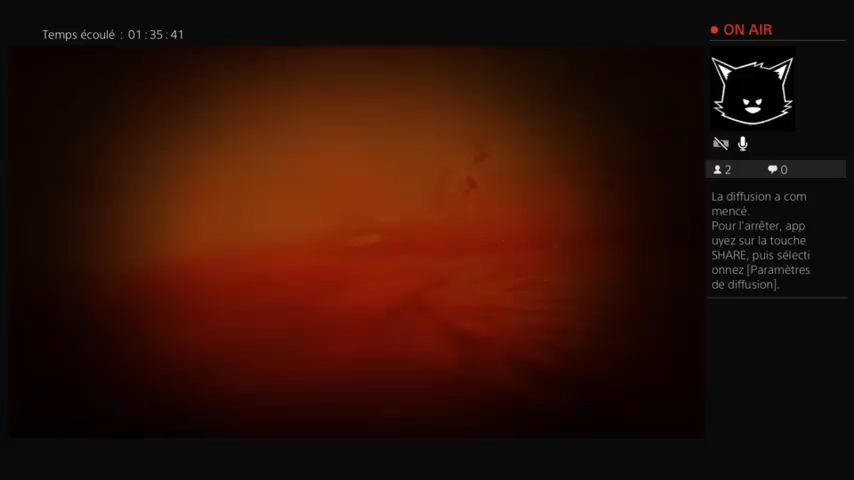 Temps écoulé : 01:35:41
ON AIR
2 0
La diffusion a com
mencé.
Pour l'arrêter, app
uyez sur la touche
SHARE, puis sélecti
onnez [Paramètres
de diffusion].